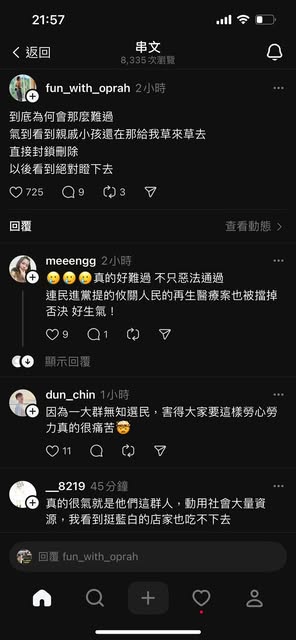 21:57
返回
串文
8,335 次瀏覽
fun_with_oprah 2小時
到底為何會那麼難過
氣到看到親戚小孩還在那給我草來草去
直接封鎖刪除
以後看到絕對瞪下去
725 9 3
回覆
查看動態
meeengg 2小時
🥲🥲🥲真的好難過 不只惡法通過
連民進黨提的攸關人民的再生醫療案也被擋掉
否決 好生氣！
9 1
顯示回覆
dun_chin 1小時
因為一大群無知選民，害得大家要這樣勞心勞
力真的很痛苦🤯
11
__8219 45分鐘
真的很氣就是他們這群人，動用社會大量資
源，我看到挺藍白的店家也吃不下去
回覆 fun_with_oprah